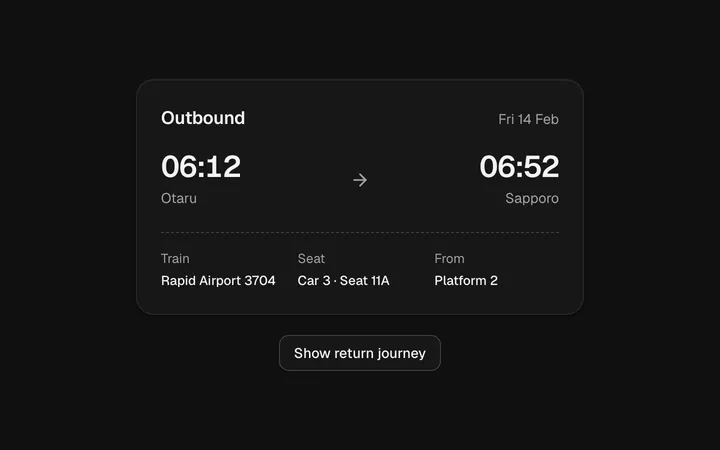 Outbound
Fri 14 Feb
06:12 → 06:52
Otaru
Sapporo
Train
Seat
From
Rapid Airport 3704
Car 3 · Seat 11A
Platform 2
Show return journey